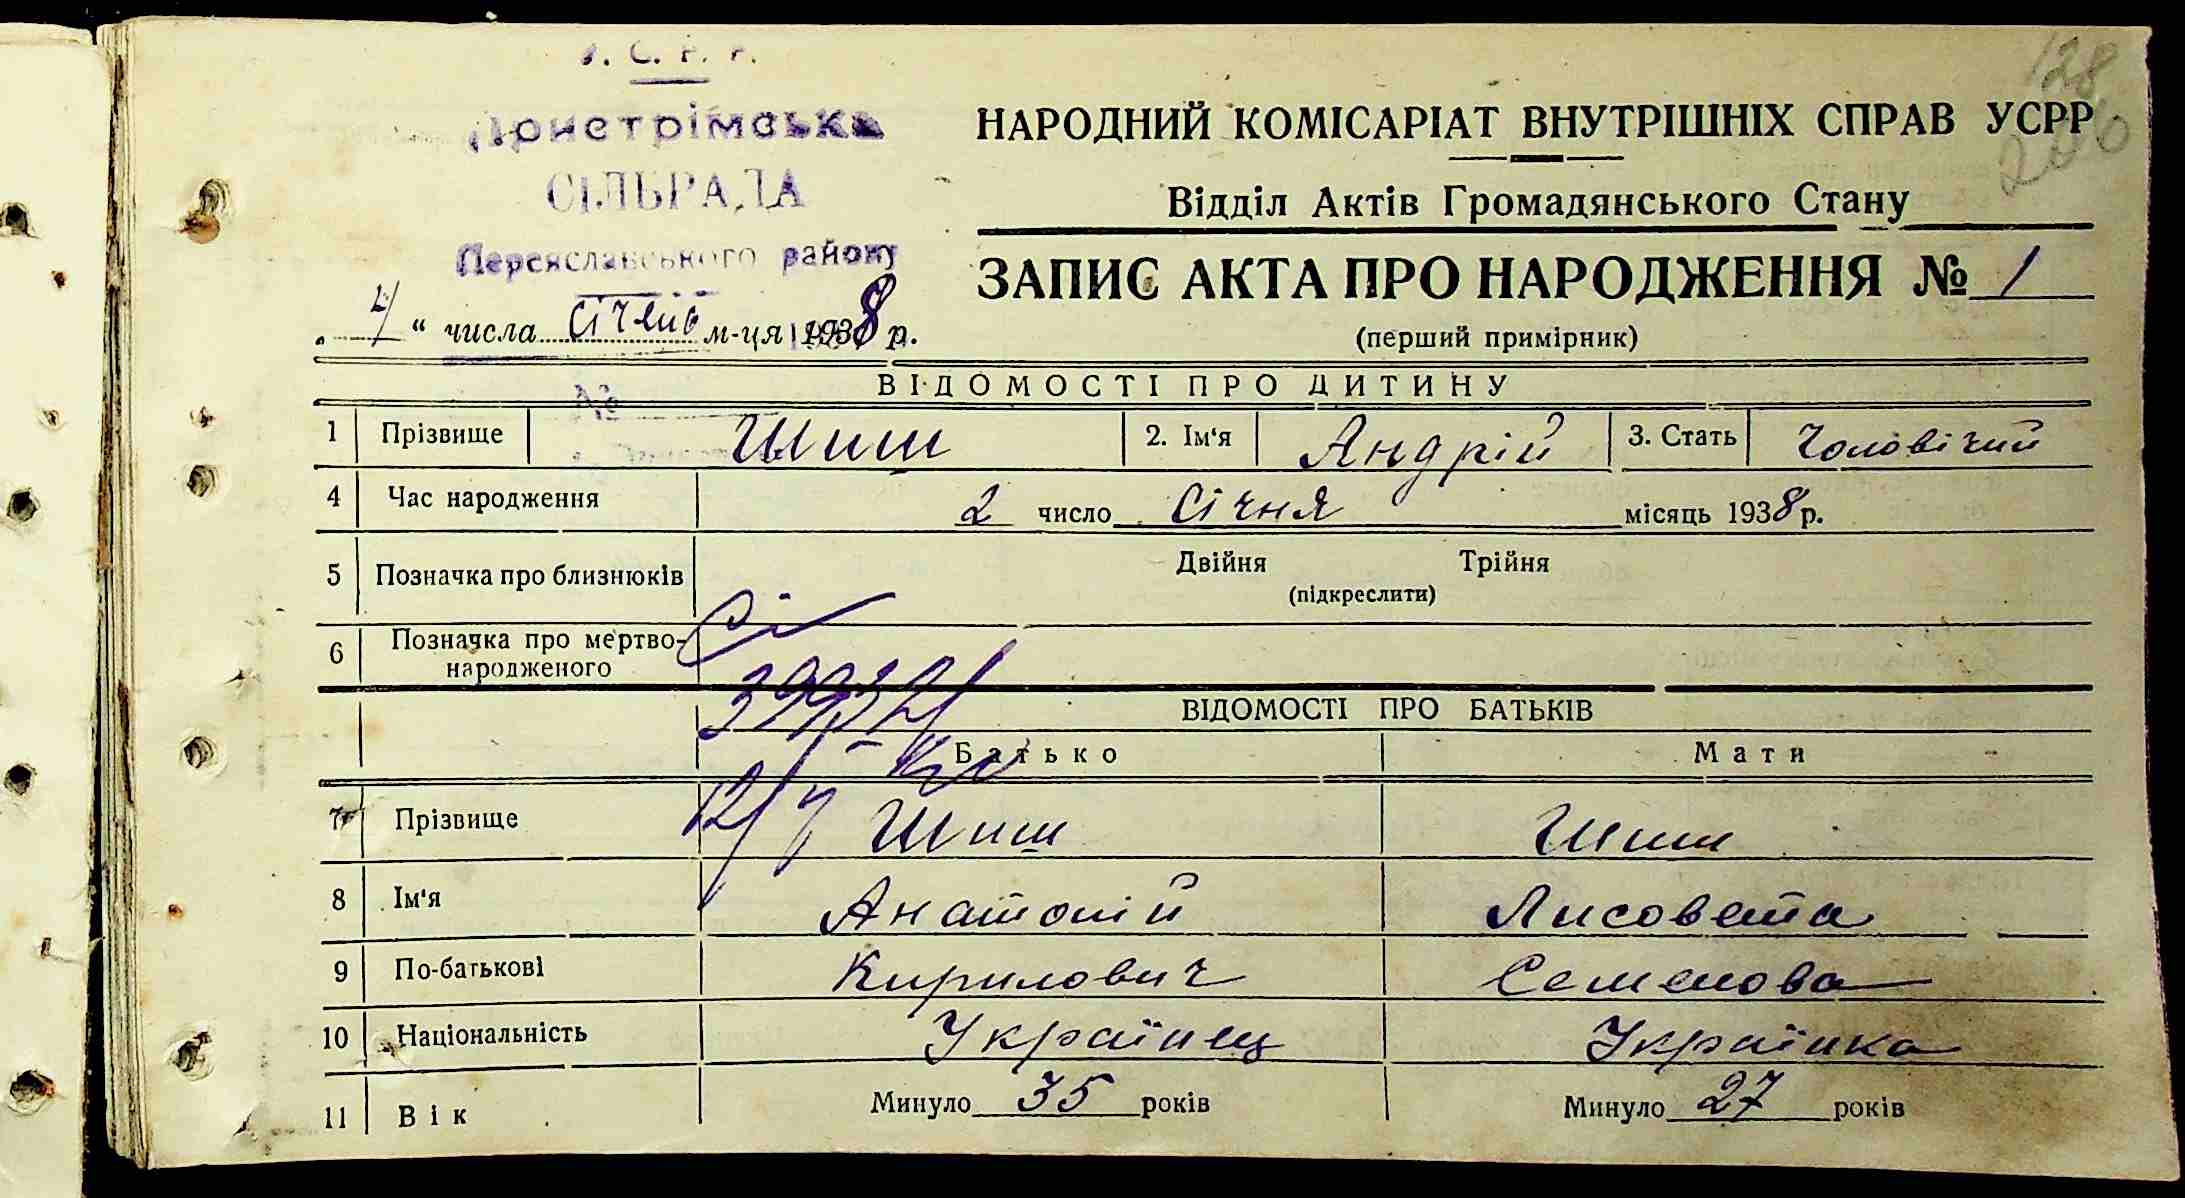 У. С. Р. Р.
Пристрімська
СІЛЬРАДА
Переяславського району
„ 4 “ числа січень м-ця 1938 р.
128
НАРОДНИЙ КОМІСАРІАТ ВНУТРІШНІХ СПРАВ УСРР
Відділ Актів Громадянського Стану
ЗАПИС АКТА ПРО НАРОДЖЕННЯ № 1
(перший примірник)
ВІДОМОСТІ ПРО ДИТИНУ
1 Прізвище Шиш 2. Ім‘я Андрій 3. Стать Чоловічий
4 Час народження 2 число Січня місяць 1938 р.
5 Позначка про близнюків Двійня Трійня
(підкреслити)
6 Позначка про мертво-
народженого
ВІДОМОСТІ ПРО БАТЬКІВ
Батько Мати
7 Прізвище Шиш Шиш
8 Ім‘я Анатолій Лисовета
9 По-батькові Кирилович Семенова
10 Національність Українец Українка
11 Вік Минуло 35 років Минуло 27 років